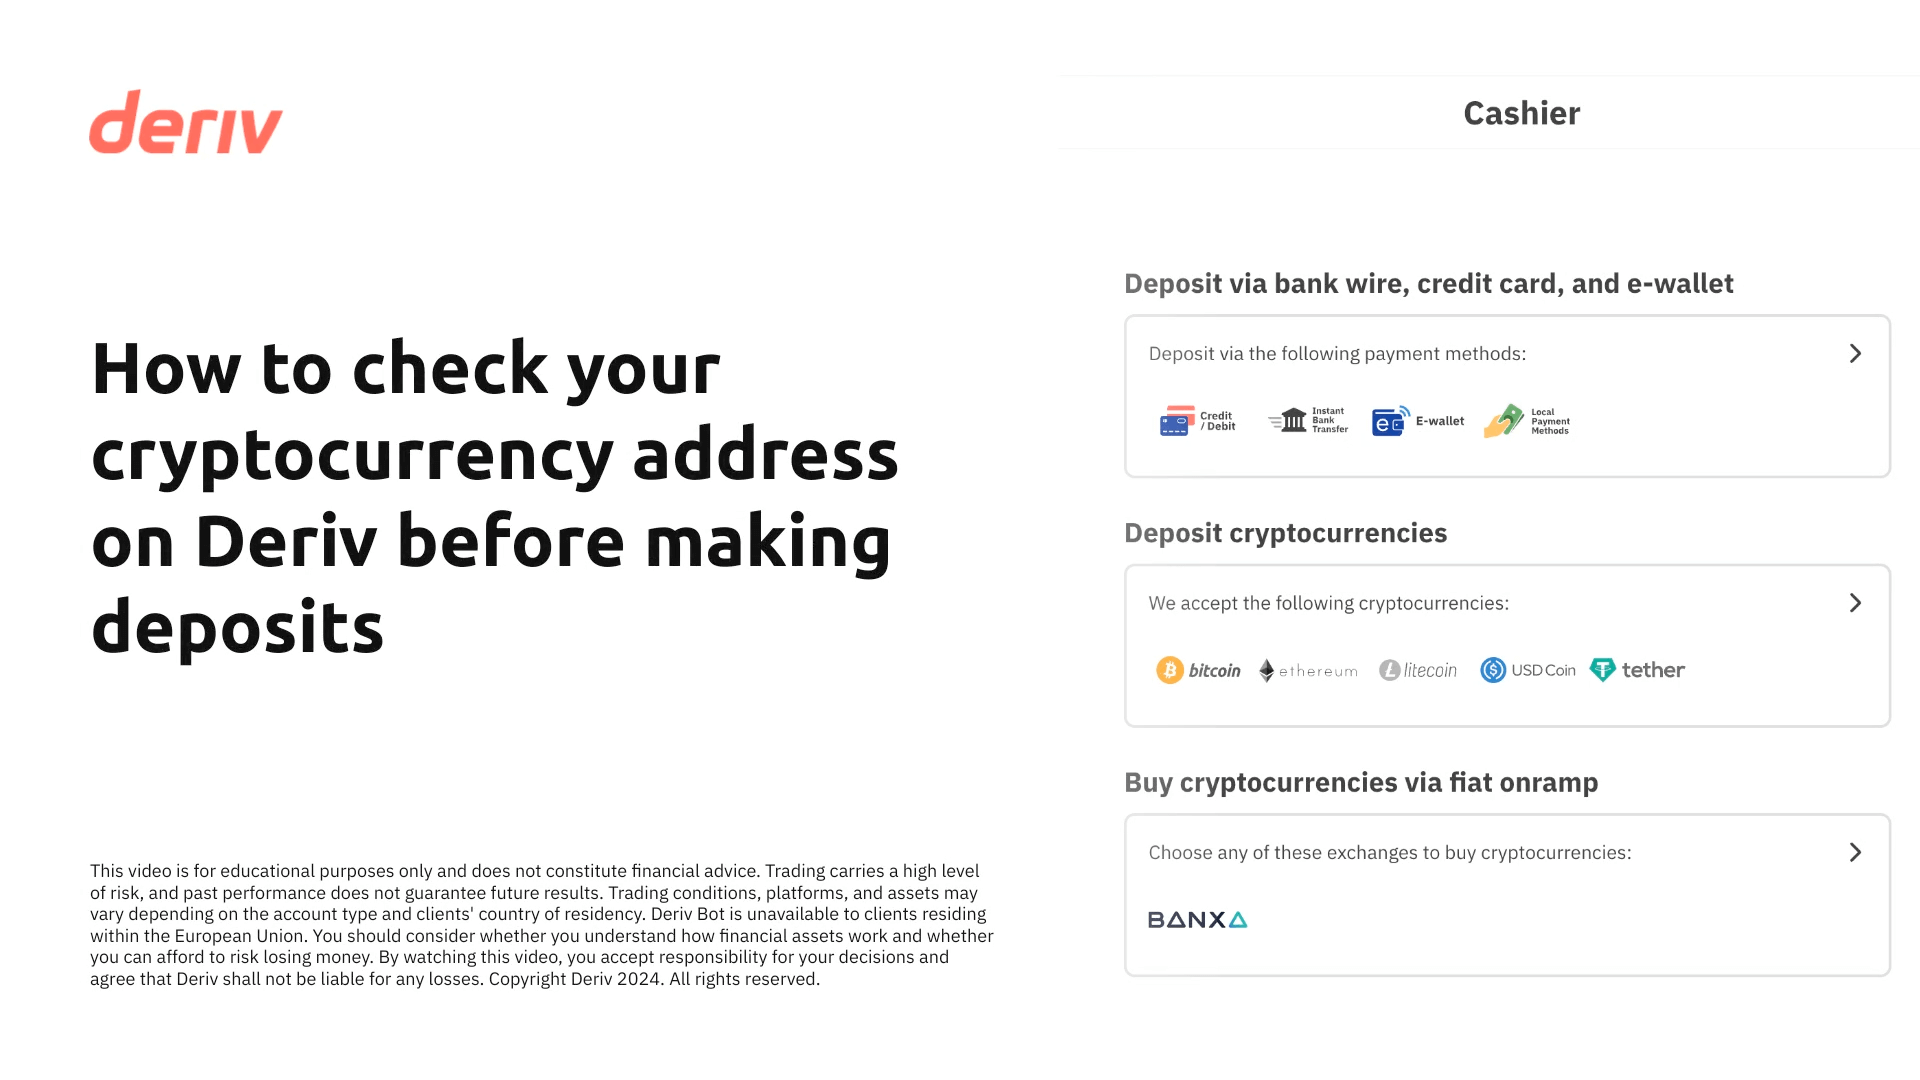 deriv
How to check your
cryptocurrency address
on Deriv before making
deposits
This video is for educational purposes only and does not constitute financial advice. Trading carries a high level
of risk, and past performance does not guarantee future results. Trading conditions, platforms, and assets may
vary depending on the account type and clients' country of residency. Deriv Bot is unavailable to clients residing
within the European Union. You should consider whether you understand how financial assets work and whether
you can afford to risk losing money. By watching this video, you accept responsibility for your decisions and
agree that Deriv shall not be liable for any losses. Copyright Deriv 2024. All rights reserved.
Cashier
Deposit via bank wire, credit card, and e-wallet
Deposit via the following payment methods:
Credit
/ Debit
Instant
Bank
Transfer
E-wallet
Local
Payment
Methods
Deposit cryptocurrencies
We accept the following cryptocurrencies:
bitcoin ethereum litecoin USD Coin tether
Buy cryptocurrencies via fiat onramp
Choose any of these exchanges to buy cryptocurrencies:
BANXA